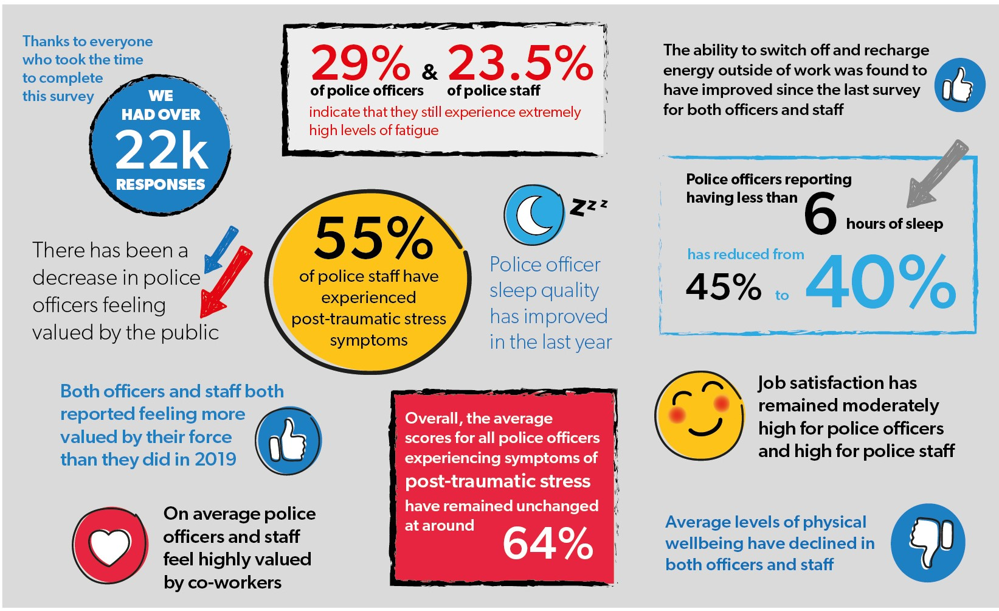 Thanks to everyone
who took the time
to complete
this survey
WE
HAD OVER
22k
RESPONSES
29% & 23.5%
of police officers of police staff
indicate that they still experience extremely
high levels of fatigue
The ability to switch off and recharge
energy outside of work was found to
have improved since the last survey
for both officers and staff
There has been a
decrease in police
officers feeling
valued by the public
55%
of police staff have
experienced
post-traumatic stress
symptoms
zzz
Police officer
sleep quality
has improved
in the last year
Police officers reporting
having less than
6 hours of sleep
has reduced from
45% to 40%
Both officers and staff both
reported feeling more
valued by their force
than they did in 2019
Overall, the average
scores for all police officers
experiencing symptoms of
post-traumatic stress
have remained unchanged
at around
64%
Job satisfaction has
remained moderately
high for police officers
and high for police staff
On average police
officers and staff
feel highly valued
by co-workers
Average levels of physical
wellbeing have declined in
both officers and staff